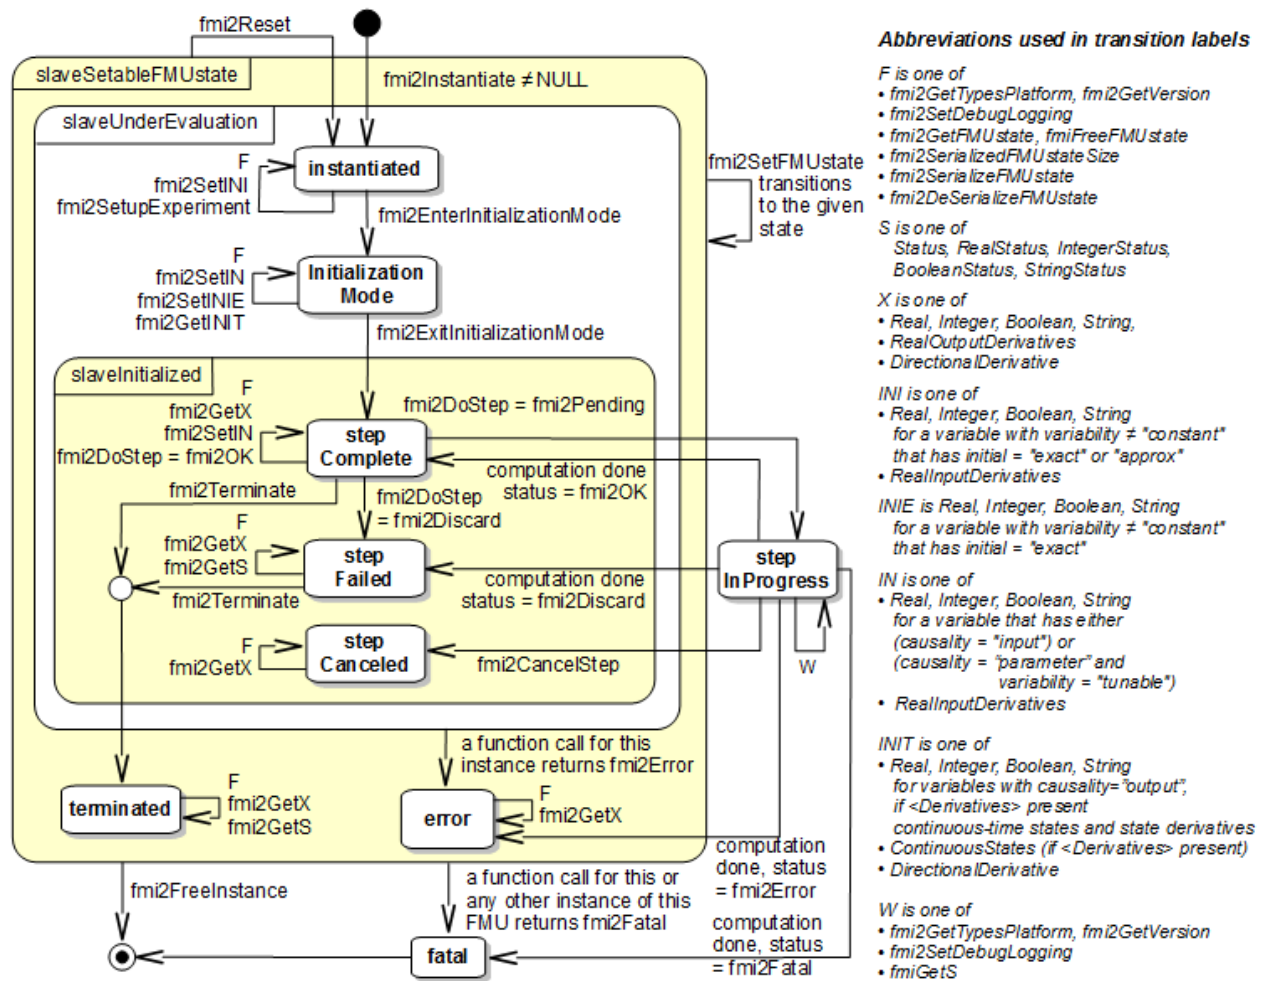 fmi2Reset
slaveSetableFMUstate
fmi2Instantiate ≠ NULL
slaveUnderEvaluation
instantiated
F
fmi2SetINI
fmi2SetupExperiment
fmi2EnterInitializationMode
fmi2SetFMUstate
transitions
to the given
state
Initialization
Mode
F
fmi2SetIN
fmi2SetINIE
fmi2GetINIT
fmi2ExitInitializationMode
slaveInitialized
F
fmi2GetX
fmi2SetIN
fmi2DoStep = fmi2OK
step
Complete
fmi2DoStep = fmi2Pending
computation done
status = fmi2OK
fmi2Terminate
fmi2DoStep
= fmi2Discard
F
fmi2GetX
fmi2GetS
step
Failed
step
InProgress
computation done
status = fmi2Discard
fmi2Terminate
F
fmi2GetX
step
Canceled
fmi2CancelStep
W
a function call for this
instance returns fmi2Error
terminated
F
fmi2GetX
fmi2GetS
error
F
fmi2GetX
computation
done, status
= fmi2Error
fmi2FreeInstance
a function call for this or
any other instance of this
FMU returns fmi2Fatal
computation
done, status
= fmi2Fatal
fatal
Abbreviations used in transition labels
F is one of
• fmi2GetTypesPlatform, fmi2GetVersion
• fmi2SetDebugLogging
• fmi2GetFMUstate, fmiFreeFMUstate
• fmi2SerializedFMUstateSize
• fmi2SerializeFMUstate
• fmi2DeSerializeFMUstate
S is one of
Status, RealStatus, IntegerStatus,
BooleanStatus, StringStatus
X is one of
• Real, Integer, Boolean, String,
• RealOutputDerivatives
• DirectionalDerivative
INI is one of
• Real, Integer, Boolean, String
for a variable with variability ≠ "constant"
that has initial = "exact" or "approx"
• RealInputDerivatives
INIE is Real, Integer, Boolean, String
for a variable with variability ≠ "constant"
that has initial = "exact"
IN is one of
• Real, Integer, Boolean, String
for a variable that has either
(causality = "input") or
(causality = "parameter" and
variability = "tunable")
• RealInputDerivatives
INIT is one of
• Real, Integer, Boolean, String
for variables with causality="output",
if <Derivatives> present
continuous-time states and state derivatives
• ContinuousStates (if <Derivatives> present)
• DirectionalDerivative
W is one of
• fmi2GetTypesPlatform, fmi2GetVersion
• fmi2SetDebugLogging
• fmiGetS